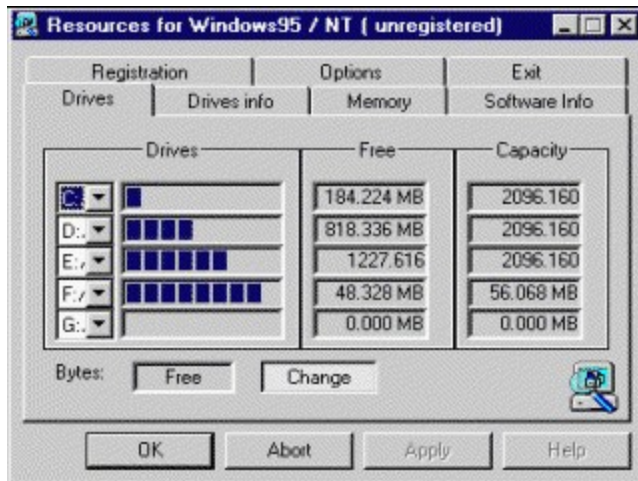 Resources for Windows95 / NT ( unregistered)
Registration Options Exit
Drives Drives info Memory Software Info
Drives Free Capacity
C: 184.224 MB 2096.160
D:. 818.336 MB 2096.160
E:/ 1227.616 2096.160
F:/ 48.328 MB 56.068 MB
G:. 0.000 MB 0.000 MB
Bytes: Free Change
OK Abort Apply Help